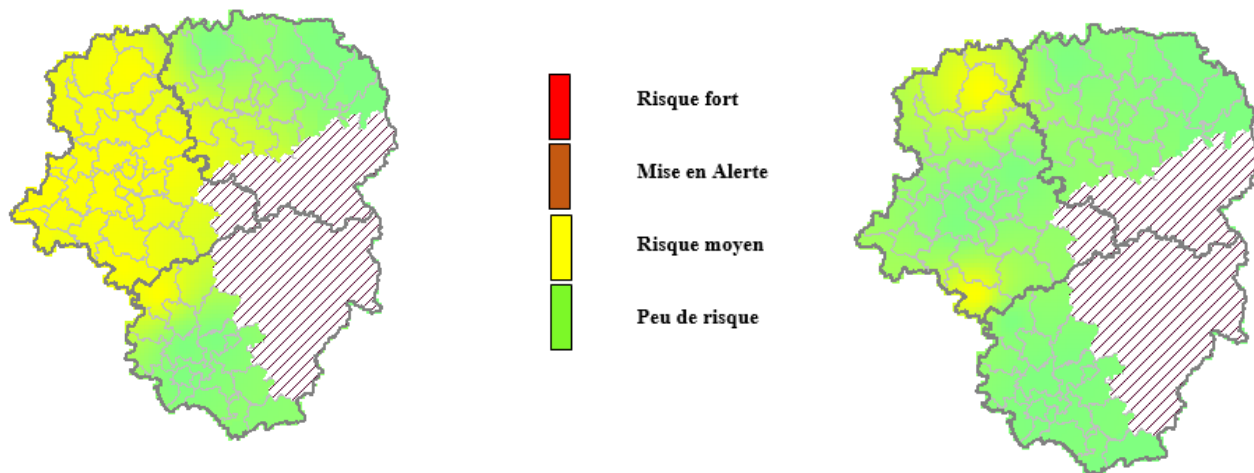 Risque fort
Mise en Alerte
Risque moyen
Peu de risque